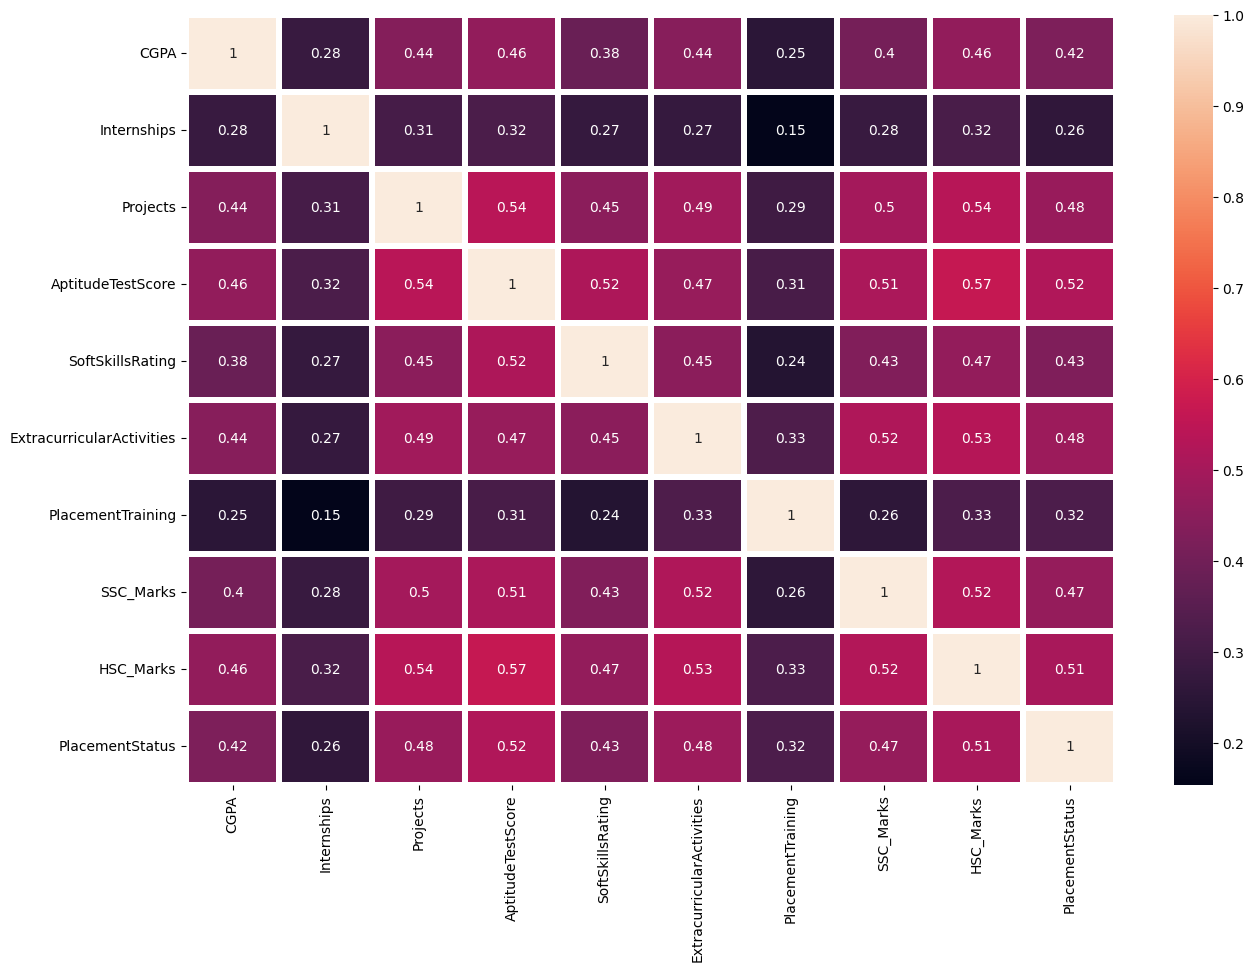 CGPA 1 0.28 0.44 0.46 0.38 0.44 0.25 0.4 0.46 0.42
Internships 0.28 1 0.31 0.32 0.27 0.27 0.15 0.28 0.32 0.26
Projects 0.44 0.31 1 0.54 0.45 0.49 0.29 0.5 0.54 0.48
AptitudeTestScore 0.46 0.32 0.54 1 0.52 0.47 0.31 0.51 0.57 0.52
SoftSkillsRating 0.38 0.27 0.45 0.52 1 0.45 0.24 0.43 0.47 0.43
ExtracurricularActivities 0.44 0.27 0.49 0.47 0.45 1 0.33 0.52 0.53 0.48
PlacementTraining 0.25 0.15 0.29 0.31 0.24 0.33 1 0.26 0.33 0.32
SSC_Marks 0.4 0.28 0.5 0.51 0.43 0.52 0.26 1 0.52 0.47
HSC_Marks 0.46 0.32 0.54 0.57 0.47 0.53 0.33 0.52 1 0.51
PlacementStatus 0.42 0.26 0.48 0.52 0.43 0.48 0.32 0.47 0.51 1
CGPA
Internships
Projects
AptitudeTestScore
SoftSkillsRating
ExtracurricularActivities
PlacementTraining
SSC_Marks
HSC_Marks
PlacementStatus
1.0
0.9
0.8
0.7
0.6
0.5
0.4
0.3
0.2